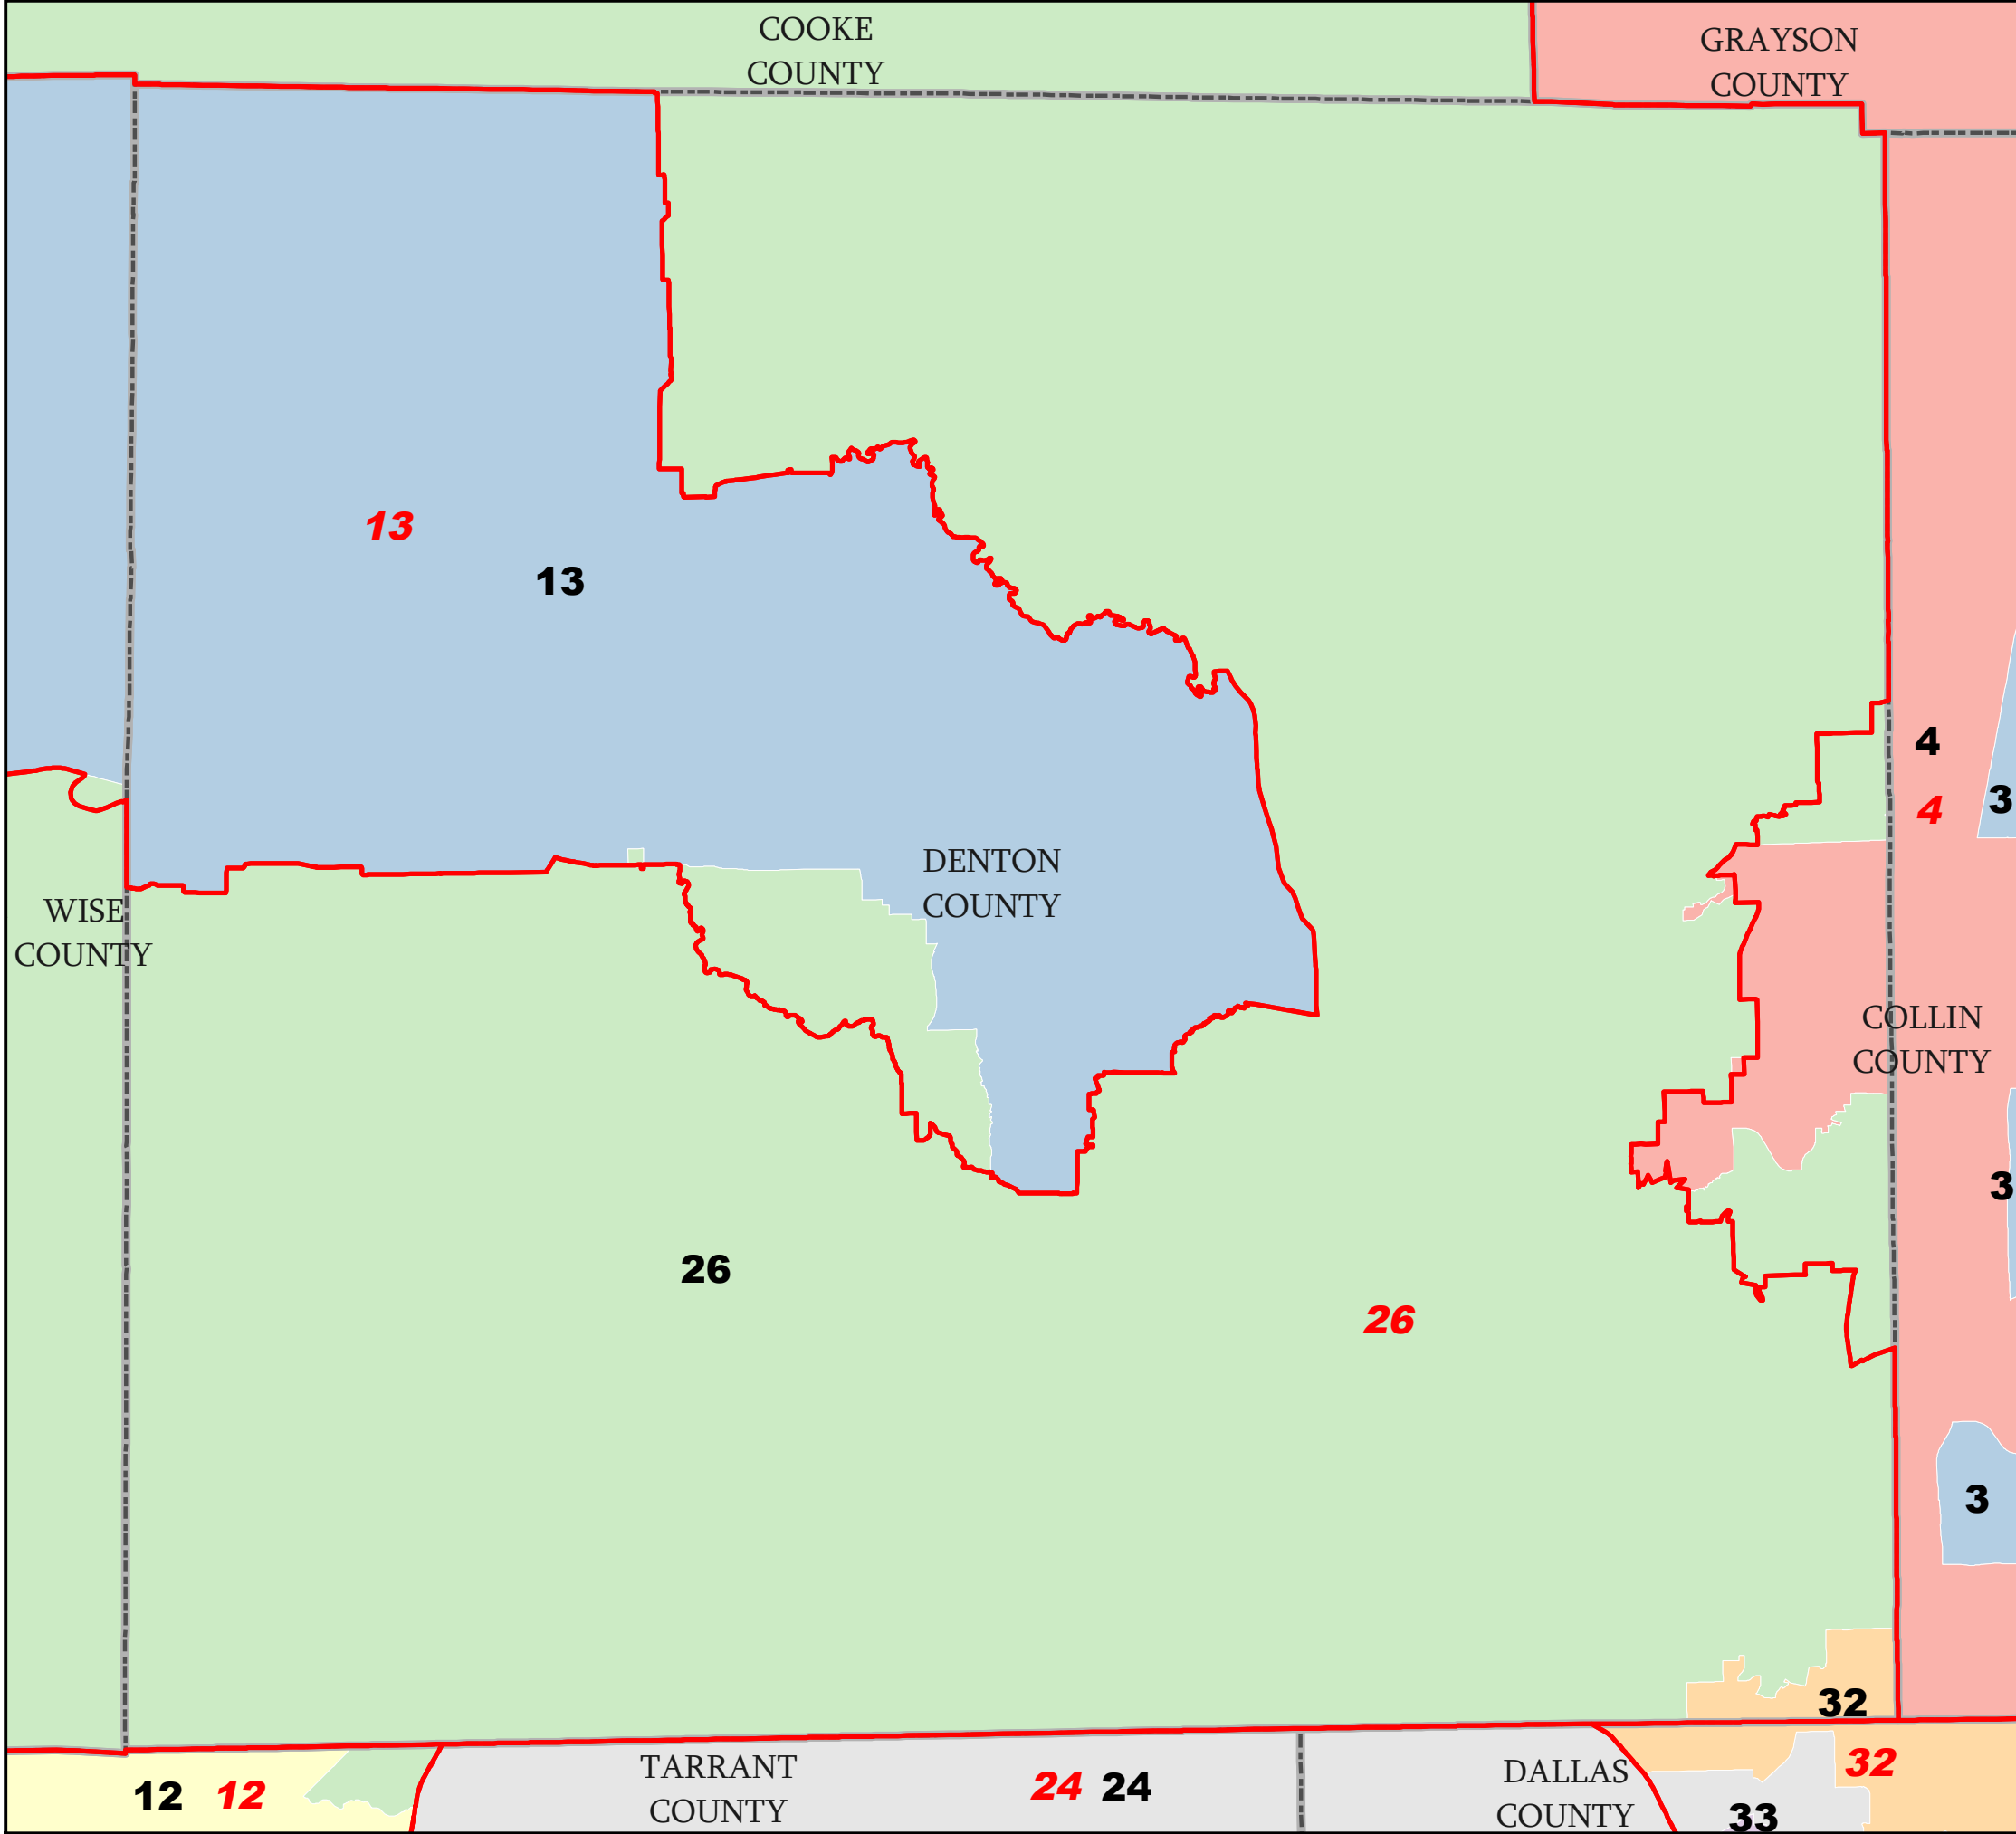 COOKE
COUNTY
GRAYSON
COUNTY
13
13
4
3
4
DENTON
COUNTY
WISE
COUNTY
COLLIN
COUNTY
3
26
26
3
32
TARRANT
COUNTY
DALLAS
COUNTY
12 12
24 24
32
33